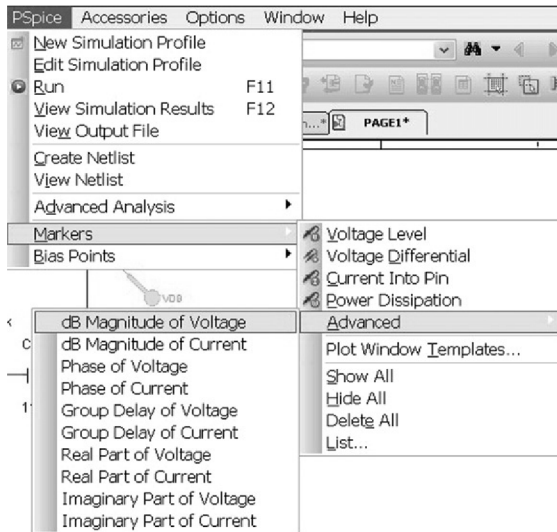 PSpice Accessories Options Window Help
New Simulation Profile
Edit Simulation Profile
Run F11
View Simulation Results F12
View Output File
Create Netlist
View Netlist
Advanced Analysis
Markers
Bias Points
n...*
PAGE1*
Voltage Level
Voltage Differential
Current Into Pin
Power Dissipation
Advanced
Plot Window Templates...
Show All
Hide All
Delete All
List...
VDB
dB Magnitude of Voltage
dB Magnitude of Current
Phase of Voltage
Phase of Current
Group Delay of Voltage
Group Delay of Current
Real Part of Voltage
Real Part of Current
Imaginary Part of Voltage
Imaginary Part of Current